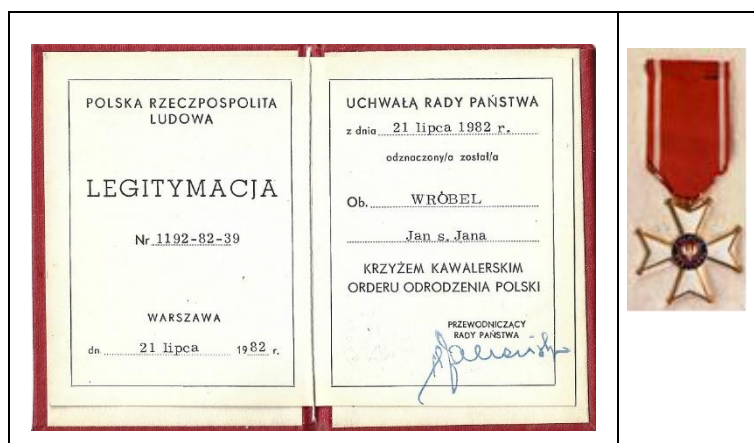 POLSKA RZECZPOSPOLITA
LUDOWA
LEGITYMACJA
Nr 1192-82-39
WARSZAWA
dn. 21 lipca 1982 r.
UCHWAŁĄ RADY PAŃSTWA
z dnia 21 lipca 1982 r.
odznaczony/a został/a
Ob. WRÓBEL
Jan s. Jana
KRZYŻEM KAWALERSKIM
ORDERU ODRODZENIA POLSKI
PRZEWODNICZĄCY
RADY PAŃSTWA